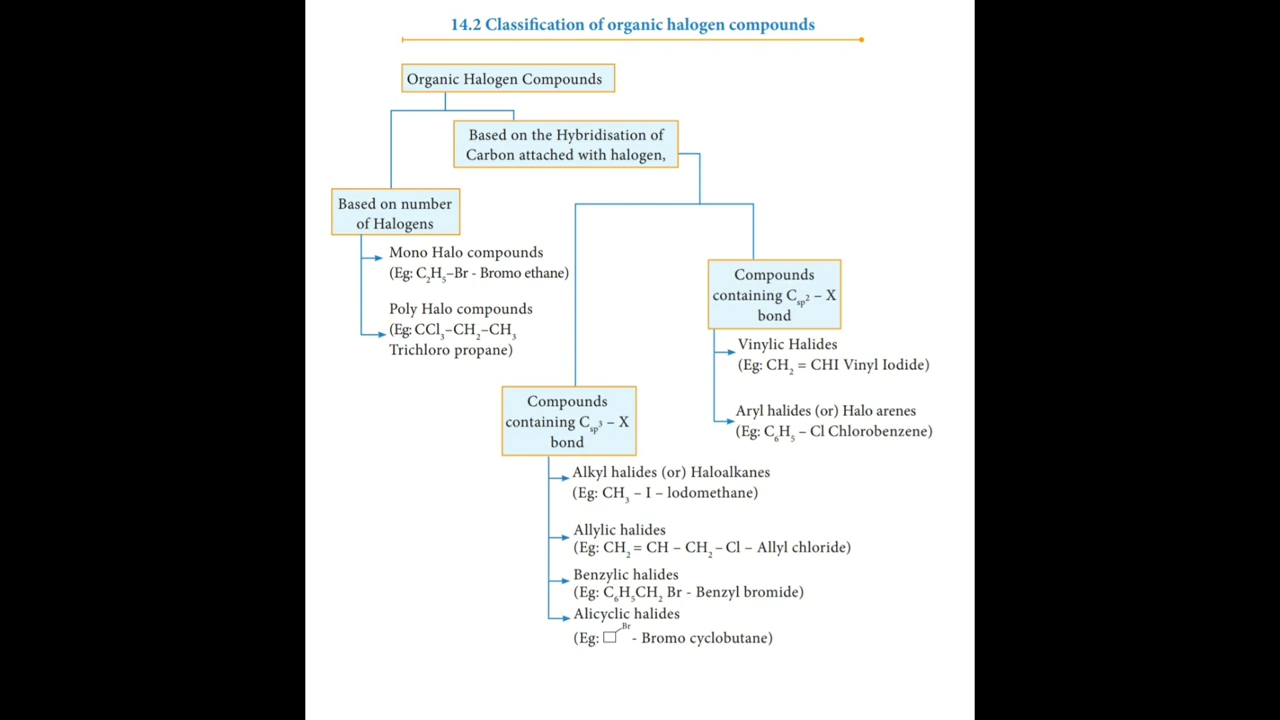 14.2 Classification of organic halogen compounds
Organic Halogen Compounds
Based on the Hybridisation of
Carbon attached with halogen,
Based on number
of Halogens
Mono Halo compounds
(Eg: C₂H₅–Br - Bromo ethane)
Poly Halo compounds
(Eg: CCl₃–CH₂–CH₃
Trichloro propane)
Compounds
containing Csp² – X
bond
Vinylic Halides
(Eg: CH₂ = CHI Vinyl Iodide)
Aryl halides (or) Halo arenes
(Eg: C₆H₅ – Cl Chlorobenzene)
Compounds
containing Csp³ – X
bond
Alkyl halides (or) Haloalkanes
(Eg: CH₃ – I – lodomethane)
Allylic halides
(Eg: CH₂ = CH – CH₂ – Cl – Allyl chloride)
Benzylic halides
(Eg: C₆H₅CH₂ Br - Benzyl bromide)
Alicyclic halides
Br
(Eg: - Bromo cyclobutane)